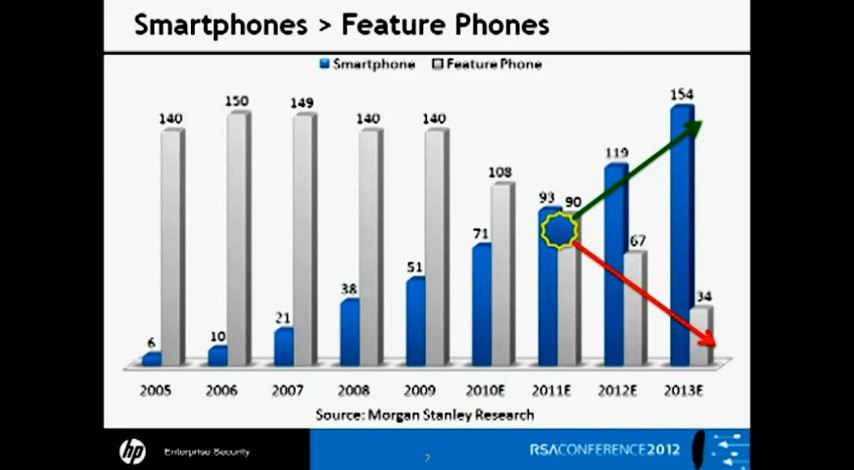 Smartphones > Feature Phones
Smartphone Feature Phone
140 150 149 140 140 108 93 90 119 67 154 34
6 10 21 38 51 71
2005 2006 2007 2008 2009 2010E 2011E 2012E 2013E
Source: Morgan Stanley Research
hp Enterprise Security 2 RSACONFERENCE2012